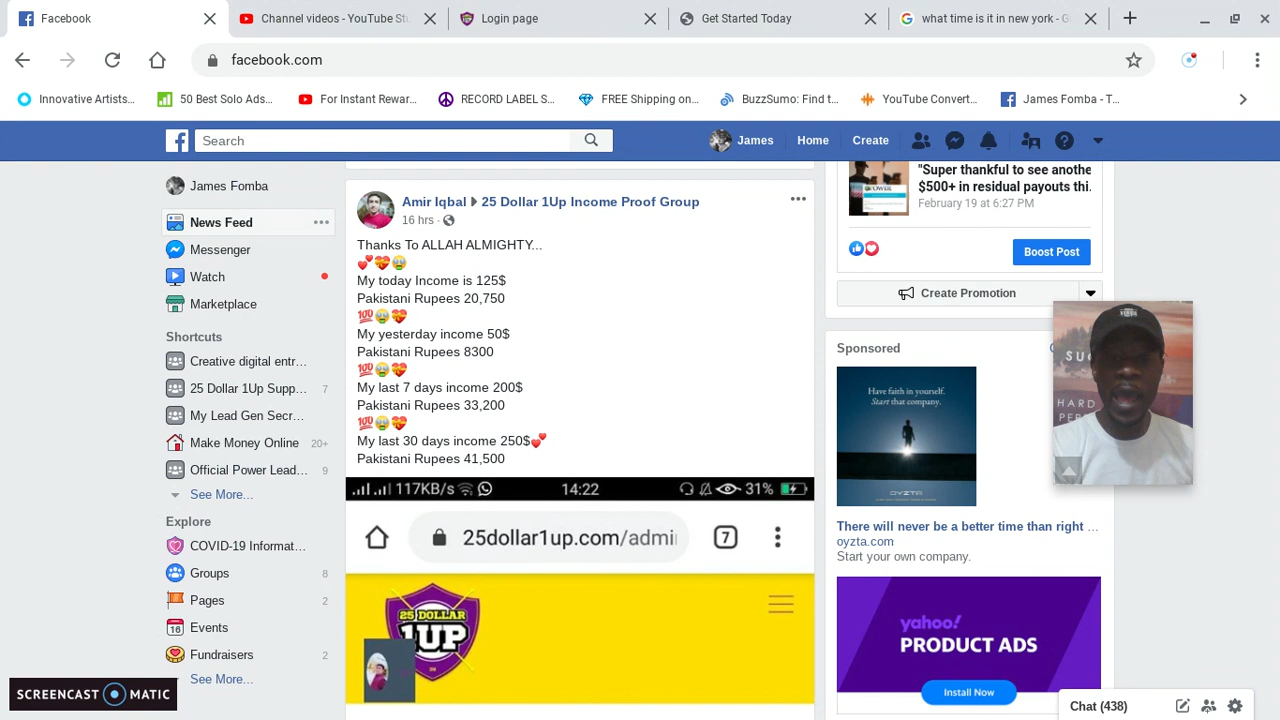 Facebook
Channel videos - YouTube Stu
Login page
Get Started Today
what time is it in new york - G
facebook.com
Innovative Artists...
50 Best Solo Ads...
For Instant Rewar...
RECORD LABEL S...
FREE Shipping on...
BuzzSumo: Find t...
YouTube Convert...
James Fomba - T...
Search
James
Home
Create
James Fomba
News Feed
Messenger
Watch
Marketplace
Shortcuts
Creative digital entr...
25 Dollar 1Up Supp... 7
My Lead Gen Secr...
Make Money Online 20+
Official Power Lead... 9
See More...
Explore
COVID-19 Informat...
Groups 8
Pages 2
16 Events
Fundraisers 2
See More...
SCREENCAST MATIC
Amir Iqbal 25 Dollar 1Up Income Proof Group
16 hrs ·
Thanks To ALLAH ALMIGHTY...
💕💝🥺
My today Income is 125$
Pakistani Rupees 20,750
💯🥺💝
My yesterday income 50$
Pakistani Rupees 8300
💯🥺💝
My last 7 days income 200$
Pakistani Rupees 33,200
💯🥺💝
My last 30 days income 250$💕
Pakistani Rupees 41,500
117KB/s 14:22 31%
25dollar1up.com/admi 7
25 DOLLAR
1UP
"Super thankful to see anothe
$500+ in residual payouts thi.
February 19 at 6:27 PM
Boost Post
Create Promotion
Sponsored
Have faith in yourself.
Start that company.
OYZTA
HARD
There will never be a better time than right ...
oyzta.com
Start your own company.
yahoo!
PRODUCT ADS
Install Now
Chat (438)